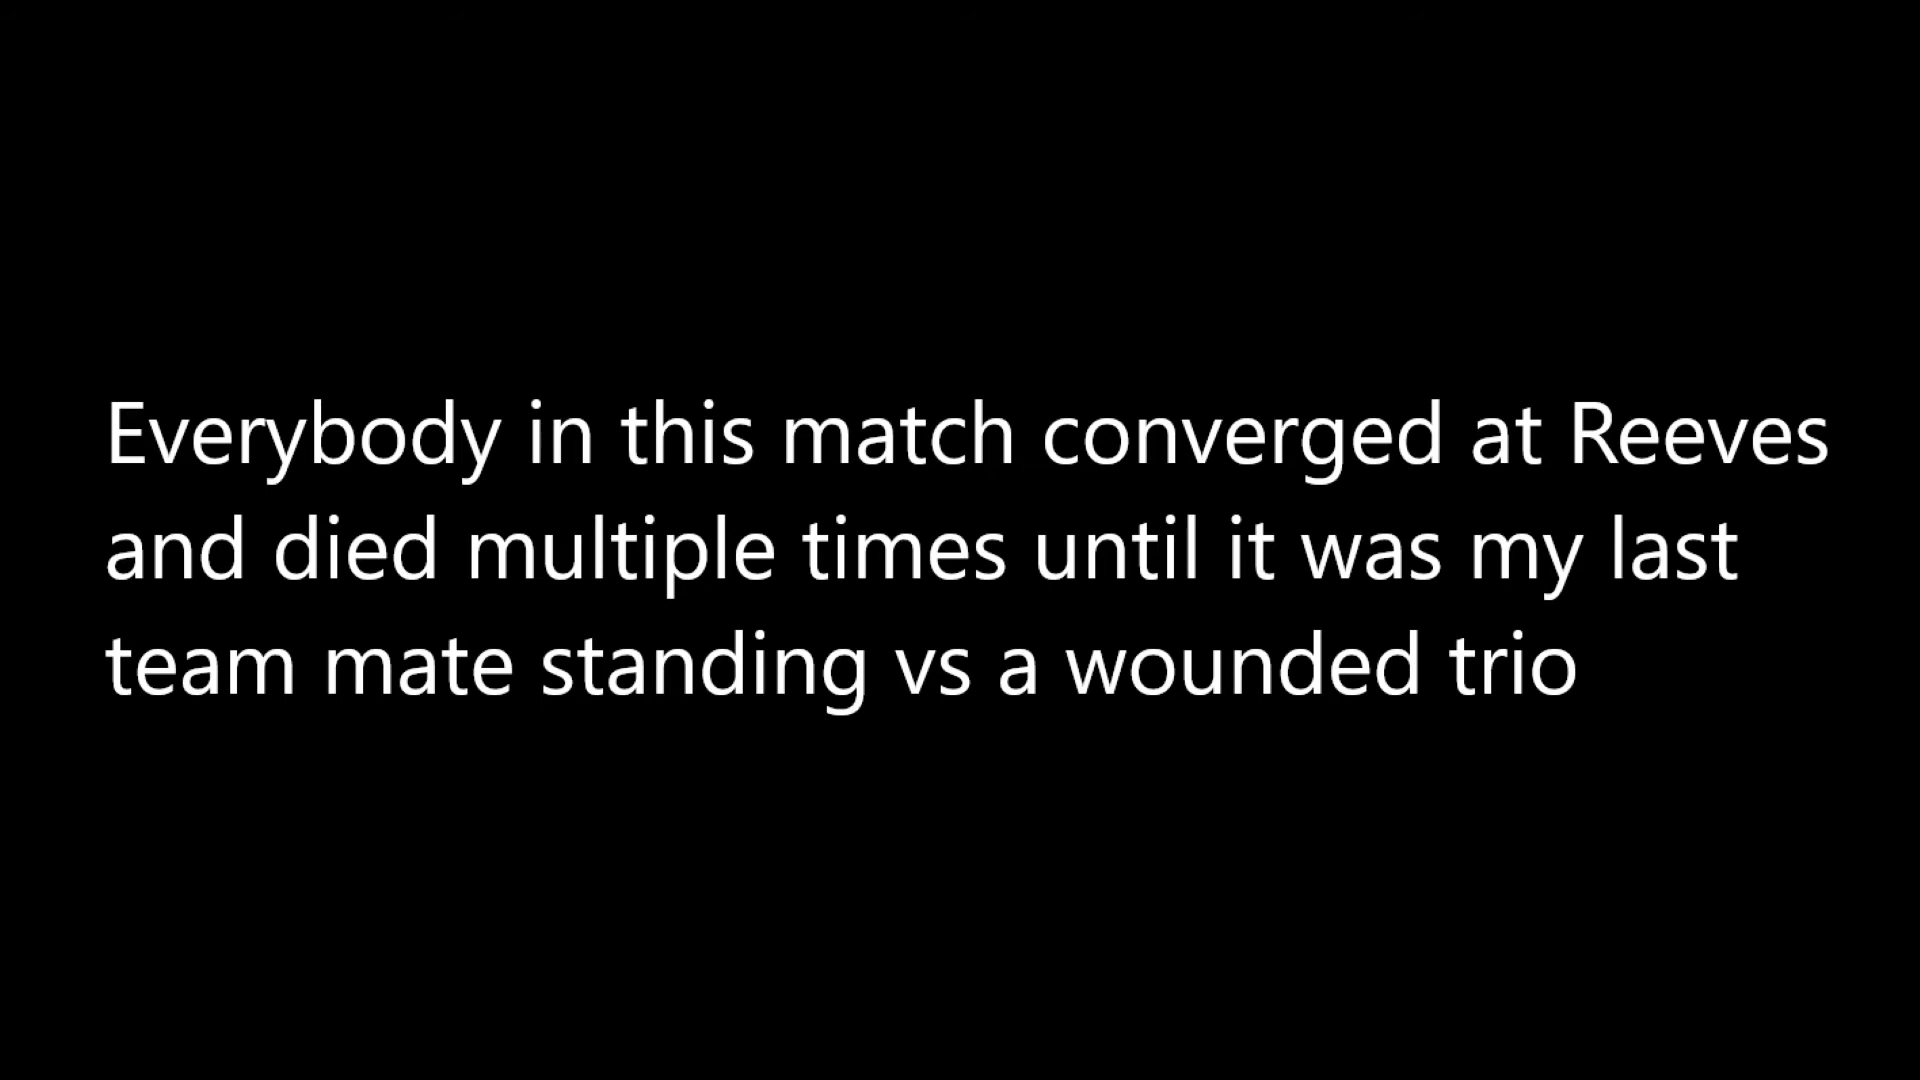 Everybody in this match converged at Reeves
and died multiple times until it was my last
team mate standing vs a wounded trio